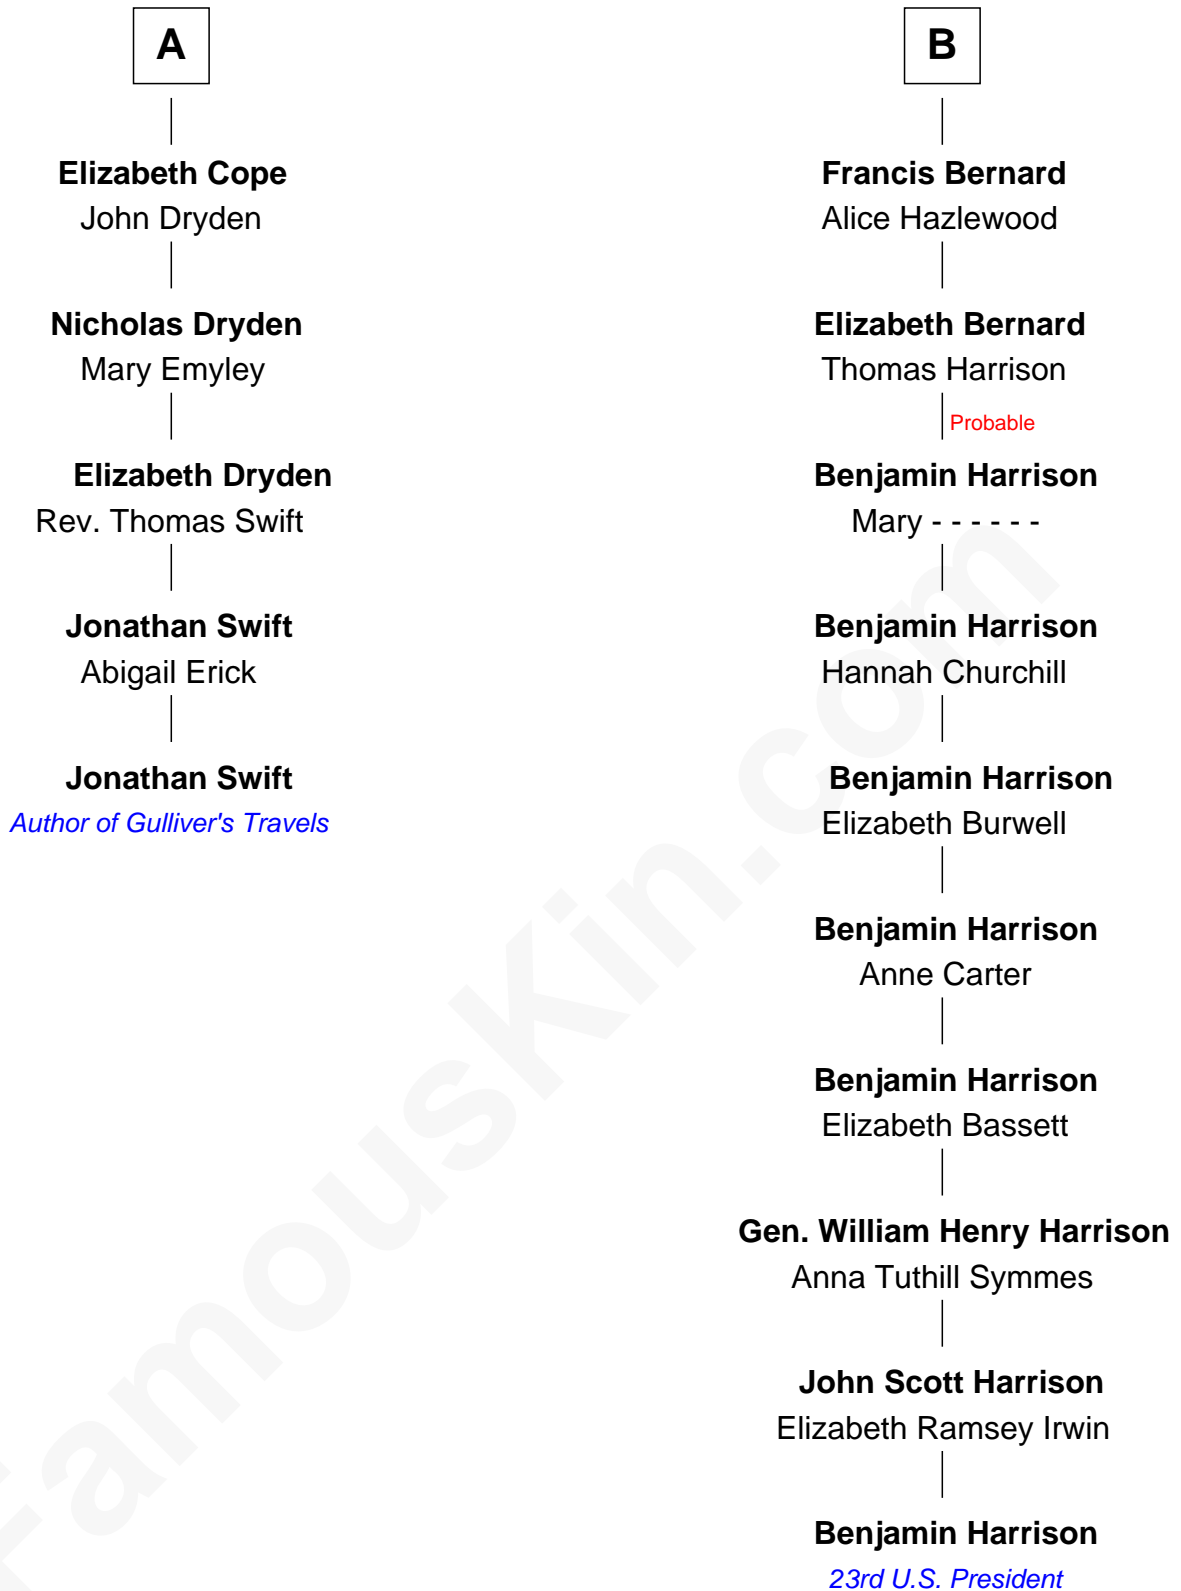 A
Elizabeth Cope
John Dryden
Nicholas Dryden
Mary Emyley
Elizabeth Dryden
Rev. Thomas Swift
Jonathan Swift
Abigail Erick
Jonathan Swift
Author of Gulliver's Travels
B
Francis Bernard
Alice Hazlewood
Elizabeth Bernard
Thomas Harrison
Probable
Benjamin Harrison
Mary - - - - - -
Benjamin Harrison
Hannah Churchill
Benjamin Harrison
Elizabeth Burwell
Benjamin Harrison
Anne Carter
Benjamin Harrison
Elizabeth Bassett
Gen. William Henry Harrison
Anna Tuthill Symmes
John Scott Harrison
Elizabeth Ramsey Irwin
Benjamin Harrison
23rd U.S. President
FamousKin.com